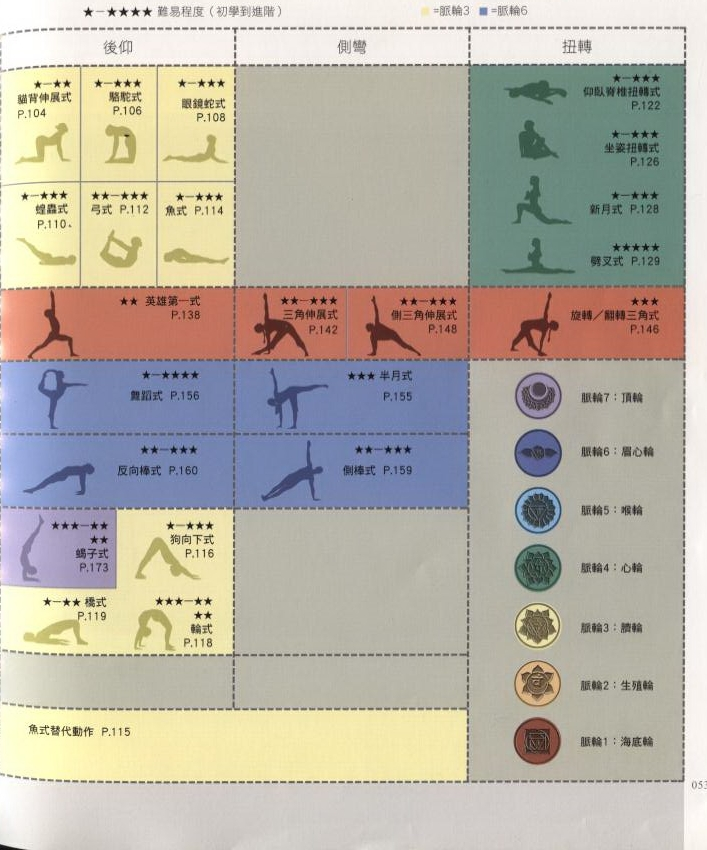 ★－★★★★ 難易程度（初學到進階）
=脈輪3 =脈輪6
後仰
側彎
扭轉
★－★★
貓背伸展式
P.104
★－★★★
駱駝式
P.106
★－★★★
眼鏡蛇式
P.108
★－★★★
仰臥脊椎扭轉式
P.122
★－★★★
坐姿扭轉式
P.126
★－★★★
蝗蟲式
P.110
★★－★★★
弓式 P.112
★－★★★
魚式 P.114
★－★★★
新月式 P.128
★★★★★
劈叉式 P.129
★★ 英雄第一式
P.138
★★－★★★
三角伸展式
P.142
★★－★★★
側三角伸展式
P.148
★★★
旋轉／翻轉三角式
P.146
★－★★★★
舞蹈式 P.156
★★★ 半月式
P.155
★★－★★★
反向棒式 P.160
★★－★★★
側棒式 P.159
★★★－★★
★★
蝎子式
P.173
★－★★★★
狗向下式
P.116
★－★★ 橋式
P.119
★★★－★★
★★
輪式
P.118
魚式替代動作 P.115
脈輪7：頂輪
脈輪6：眉心輪
脈輪5：喉輪
脈輪4：心輪
脈輪3：臍輪
脈輪2：生殖輪
脈輪1：海底輪
053